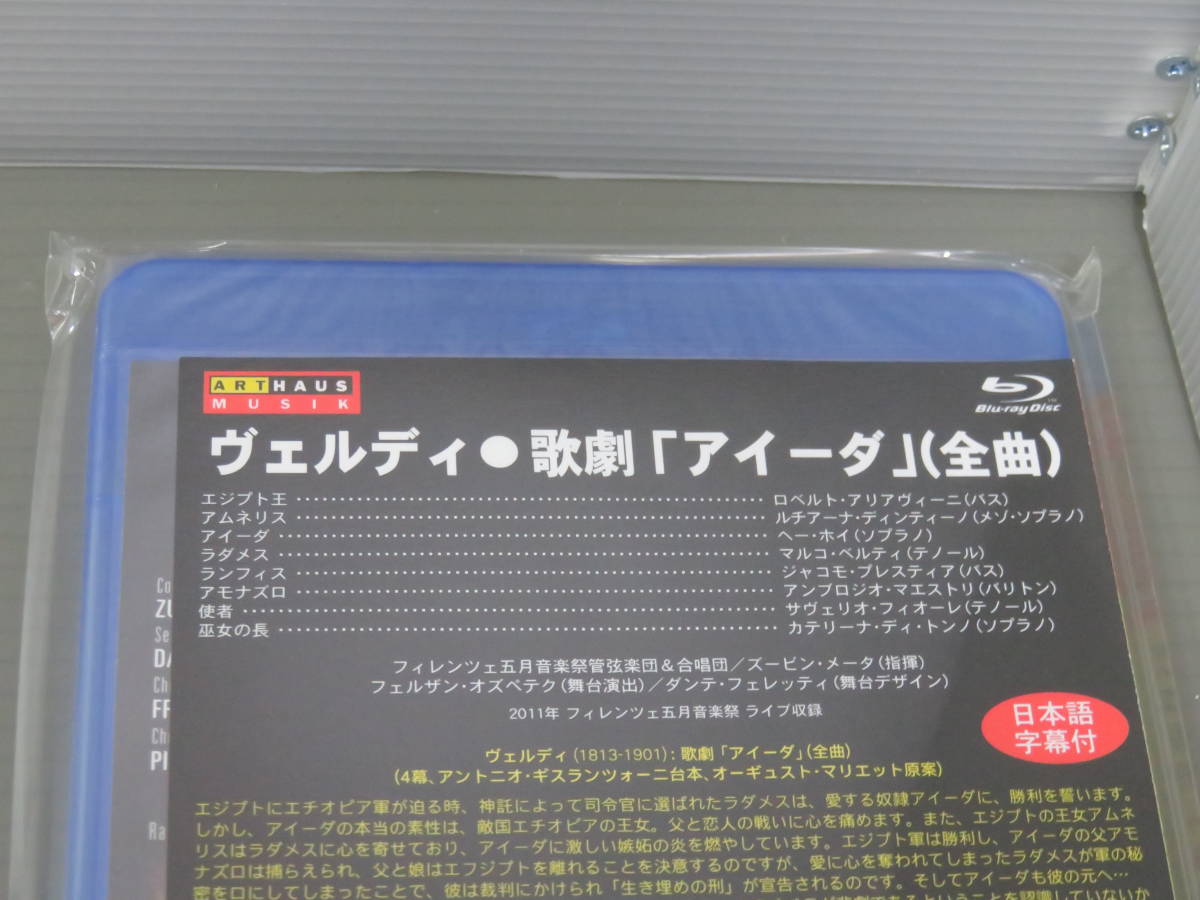 ARTHAUS
MUSIK
Blu-ray Disc
ヴェルディ●歌劇「アイーダ」(全曲)
エジプト王 ………… ロベルト・アリアヴィーニ(バス)
アムネリス ………… ルチアーナ・ディンティーノ(メゾ・ソプラノ)
アイーダ ………… ヘー・ホイ(ソプラノ)
ラダメス ………… マルコ・ベルティ(テノール)
ランフィス ………… ジャコモ・プレスティア(バス)
アモナズロ ………… アンブロジオ・マエストリ(バリトン)
使者 ………… サヴェリオ・フィオーレ(テノール)
巫女の長 ………… カテリーナ・ディ・トンノ(ソプラノ)
フィレンツェ五月音楽祭管弦楽団&合唱団/ズービン・メータ(指揮)
フェルザン・オズペテク(舞台演出)/ダンテ・フェレッティ(舞台デザイン)
2011年 フィレンツェ五月音楽祭 ライブ収録
日本語
字幕付
ヴェルディ(1813-1901):歌劇「アイーダ」(全曲)
(4幕、アントニオ・ギスランツォーニ台本、オーギュスト・マリエット原案)
エジプトにエチオピア軍が迫る時、神託によって司令官に選ばれたラダメスは、愛する奴隷アイーダに、勝利を誓います。
しかし、アイーダの本当の素性は、敵国エチオピアの王女。父と恋人の戦いに心を痛めます。また、エジプトの王女アムネ
リスはラダメスに心を寄せており、アイーダに激しい嫉妬の炎を燃やしています。エジプト軍は勝利し、アイーダの父アモ
ナズロは捕らえられ、父と娘はエフジプトを離れることを決意するのですが、愛に心を奪われてしまったラダメスが軍の秘
密を口にしてしまったことで、彼は裁判にかけられ「生き埋めの刑」が宣告されるのです。そしてアイーダも彼の元へ…
が悲劇であるということを認識していないか
Co
ZU
Se
DA
Ch
FF
Ch
PI
Ra